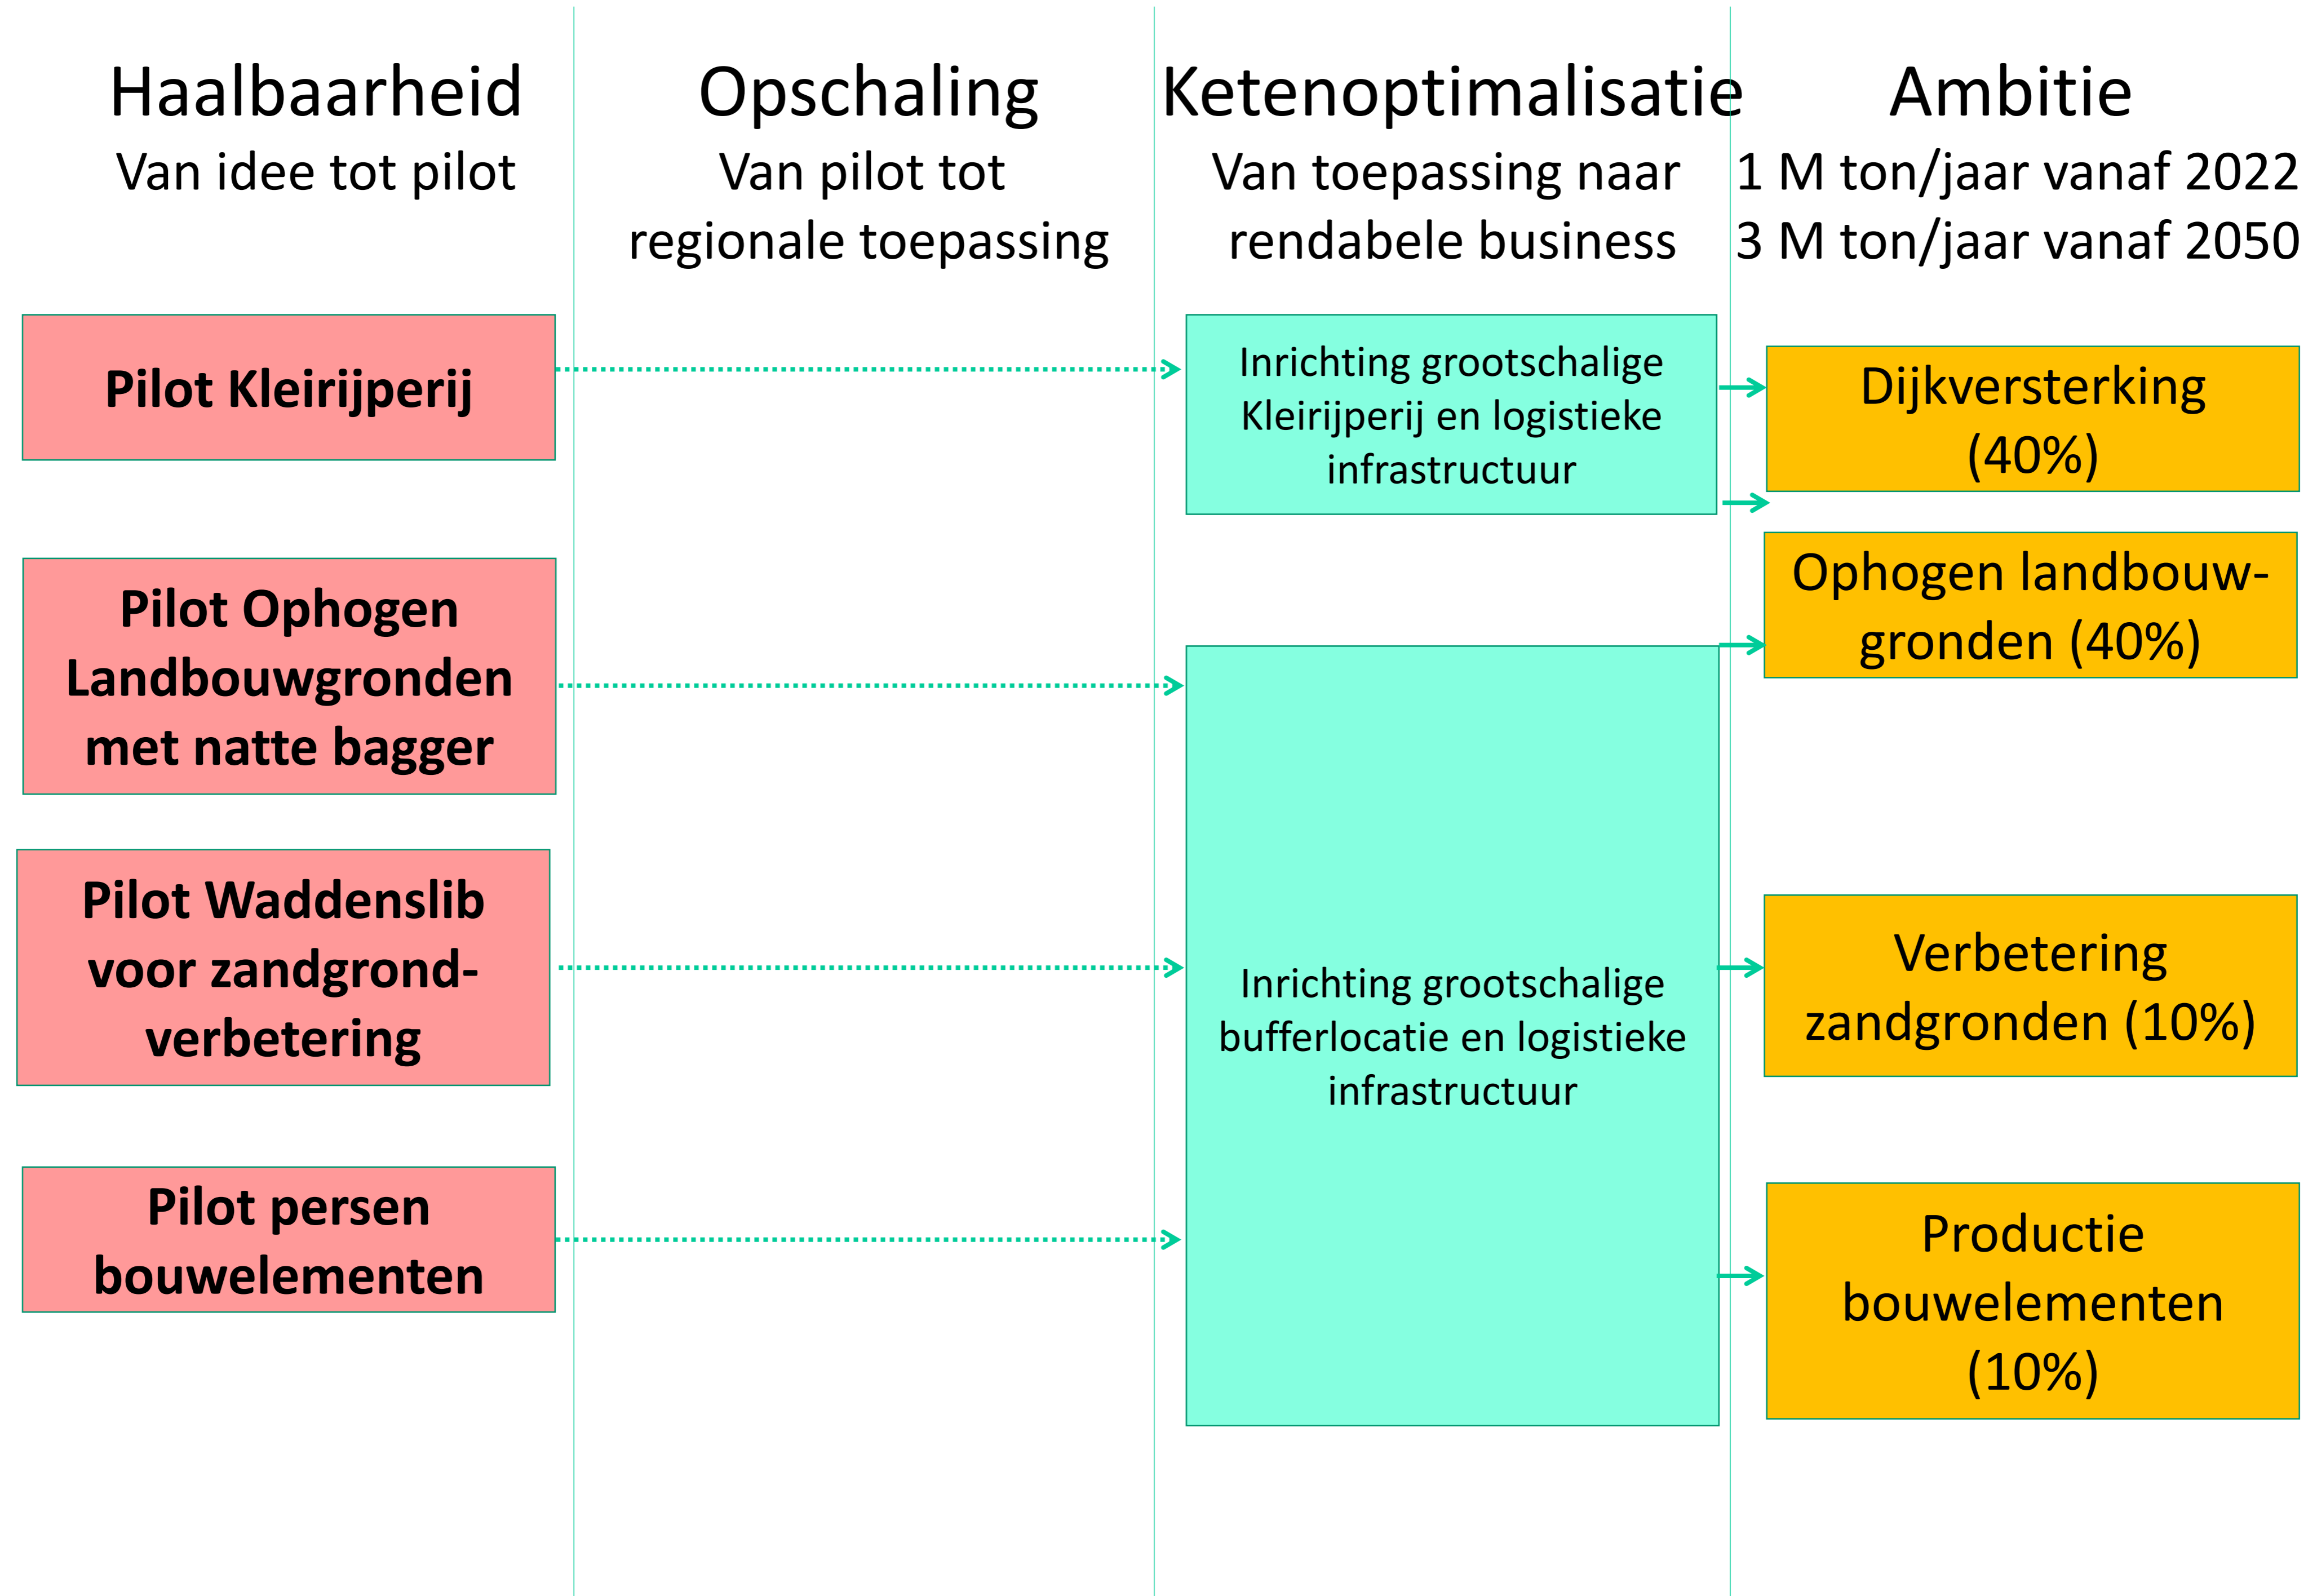 Haalbaarheid
Van idee tot pilot
Opschaling
Van pilot tot
regionale toepassing
Ketenoptimalisatie
Van toepassing naar
rendabele business
Ambitie
1 M ton/jaar vanaf 2022
3 M ton/jaar vanaf 2050
Pilot Kleirijperij
Inrichting grootschalige
Kleirijperij en logistieke
infrastructuur
Dijkversterking
(40%)
Pilot Ophogen
Landbouwgronden
met natte bagger
Ophogen landbouw-
gronden (40%)
Pilot Waddenslib
voor zandgrond-
verbetering
Inrichting grootschalige
bufferlocatie en logistieke
infrastructuur
Verbetering
zandgronden (10%)
Pilot persen
bouwelementen
Productie
bouwelementen
(10%)